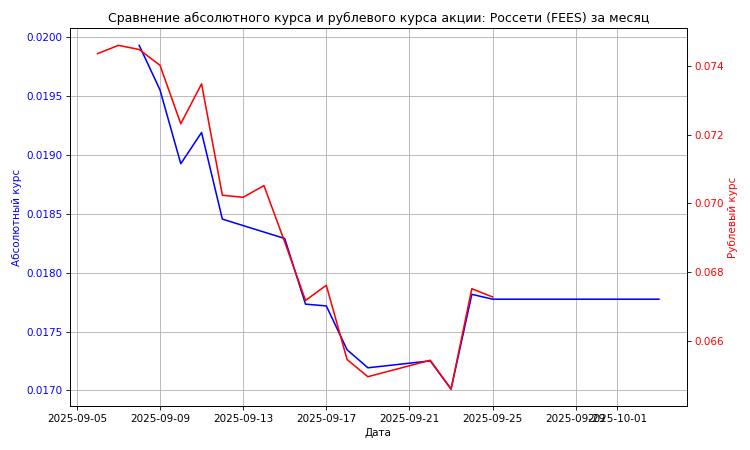 Сравнение абсолютного курса и рублевого курса акции: Россети (FEES) за месяц
0.0200
0.0195
0.0190
0.0185
0.0180
0.0175
0.0170
Абсолютный курс
0.074
0.072
0.070
0.068
0.066
Рублевый курс
2025-09-05 2025-09-09 2025-09-13 2025-09-17 2025-09-21 2025-09-25 2025-09-29 2025-10-01
Дата